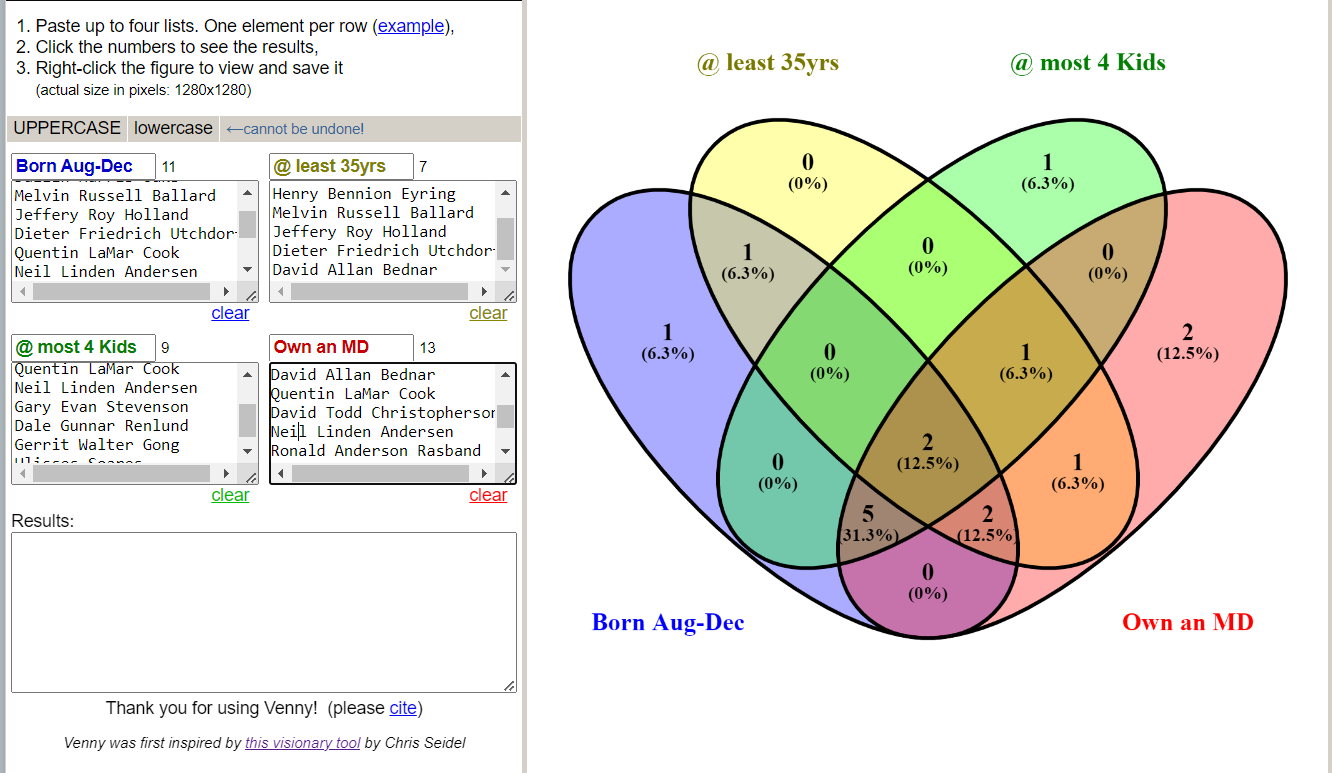 1. Paste up to four lists. One element per row (example),
2. Click the numbers to see the results,
3. Right-click the figure to view and save it
(actual size in pixels: 1280x1280)
UPPERCASE lowercase ←cannot be undone!
Born Aug-Dec 11
Melvin Russell Ballard
Jeffery Roy Holland
Dieter Friedrich Utchdor
Quentin LaMar Cook
Neil Linden Andersen
clear
@ least 35yrs 7
Henry Bennion Eyring
Melvin Russell Ballard
Jeffery Roy Holland
Dieter Friedrich Utchdor
David Allan Bednar
clear
@ most 4 Kids 9
Quentin LaMar Cook
Neil Linden Andersen
Gary Evan Stevenson
Dale Gunnar Renlund
Gerrit Walter Gong
Ulisses Soares
clear
Own an MD 13
David Allan Bednar
Quentin LaMar Cook
David Todd Christopherson
Neil Linden Andersen
Ronald Anderson Rasband
clear
Results:
Thank you for using Venny! (please cite)
Venny was first inspired by this visionary tool by Chris Seidel
@ least 35yrs
@ most 4 Kids
0
(0%)
1
(6.3%)
1
(6.3%)
0
(0%)
0
(0%)
1
(6.3%)
0
(0%)
1
(6.3%)
2
(12.5%)
0
(0%)
2
(12.5%)
1
(6.3%)
5
(31.3%)
2
(12.5%)
0
(0%)
Born Aug-Dec
Own an MD